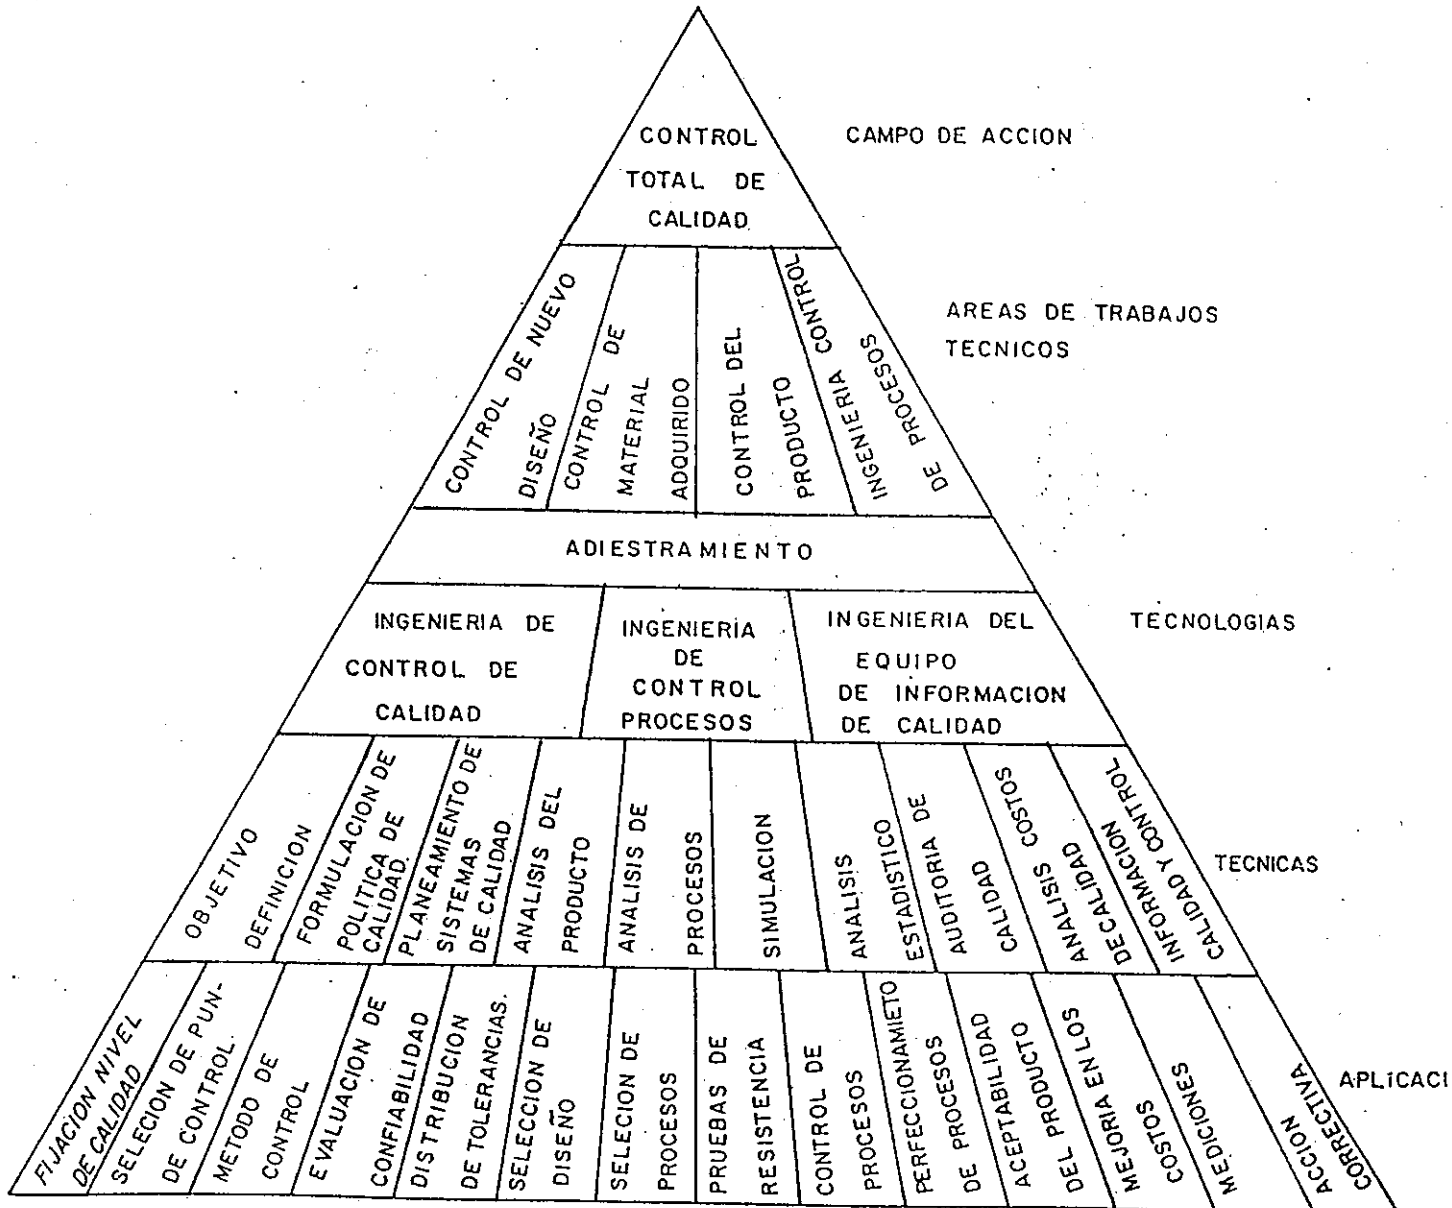 CONTROL
TOTAL DE
CALIDAD
CAMPO DE ACCION
CONTROL DE NUEVO
DISEÑO
CONTROL DE
MATERIAL
ADQUIRIDO
CONTROL DEL
PRODUCTO
INGENIERIA CONTROL
DE PROCESOS
AREAS DE TRABAJOS
TECNICOS
ADIESTRAMIENTO
INGENIERIA DE
CONTROL DE
CALIDAD
INGENIERÍA
DE
CONTROL
PROCESOS
INGENIERIA DEL
EQUIPO
DE INFORMACION
DE CALIDAD
TECNOLOGIAS
OBJETIVO
DEFINICION
FORMULACION DE
POLITICA DE
CALIDAD.
PLANEAMIENTO DE
SISTEMAS
DE CALIDAD
ANALISIS DEL
PRODUCTO
ANALISIS DE
PROCESOS
SIMULACION
ANALISIS
ESTADISTICO
AUDITORIA DE
CALIDAD
ANALISIS COSTOS
DE CALIDAD
INFORMACION
CALIDAD Y CONTROL
TECNICAS
FIJACION NIVEL
DE CALIDAD
SELECION DE PUN-
DE CONTROL.
METODO DE
CONTROL
EVALUACION DE
CONFIABILIDAD
DISTRIBUCION
DE TOLERANCIAS.
SELECCION DE
DISEÑO
SELECION DE
PROCESOS
PRUEBAS DE
RESISTENCIA
CONTROL DE
PROCESOS
PERFECCIONAMIETO
DE PROCESOS
ACEPTABILIDAD
DEL PRODUCTO
MEJORIA EN LOS
COSTOS
MEDICIONES
ACCION
CORRECTIVA
APLICACI